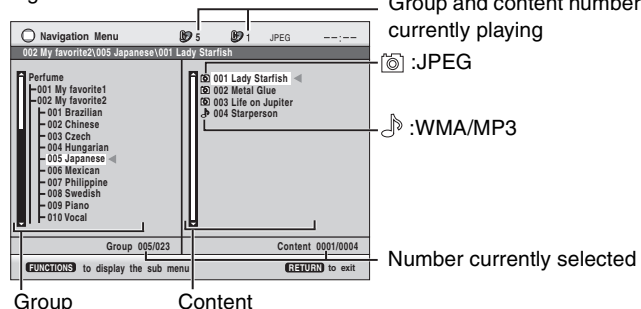 Group and content number
currently playing
Navigation Menu 5 1 JPEG --:--
002 My favorite2\005 Japanese\001 Lady Starfish
Perfume
001 My favorite1
002 My favorite2
001 Brazilian
002 Chinese
003 Czech
004 Hungarian
005 Japanese
006 Mexican
007 Philippine
008 Swedish
009 Piano
010 Vocal
001 Lady Starfish
002 Metal Glue
003 Life on Jupiter
004 Starperson
:JPEG
:WMA/MP3
Group 005/023
Content 0001/0004
Number currently selected
FUNCTIONS to display the sub menu
RETURN to exit
Group
Content